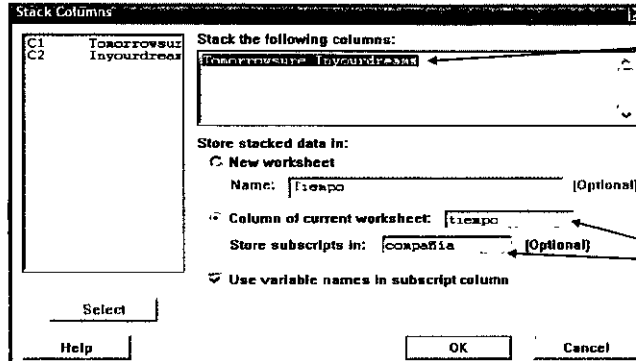 Stack Columns
C1 Tomorrowsur
C2 Inyourdream
Stack the following columns:
Tomorrowsure Inyourdreams
Store stacked data in:
New worksheet
Name: Tiempo [Optional]
Column of current worksheet: tiempo
Store subscripts in: compañia [Optional]
Use variable names in subscript column
Select
Help OK Cancel